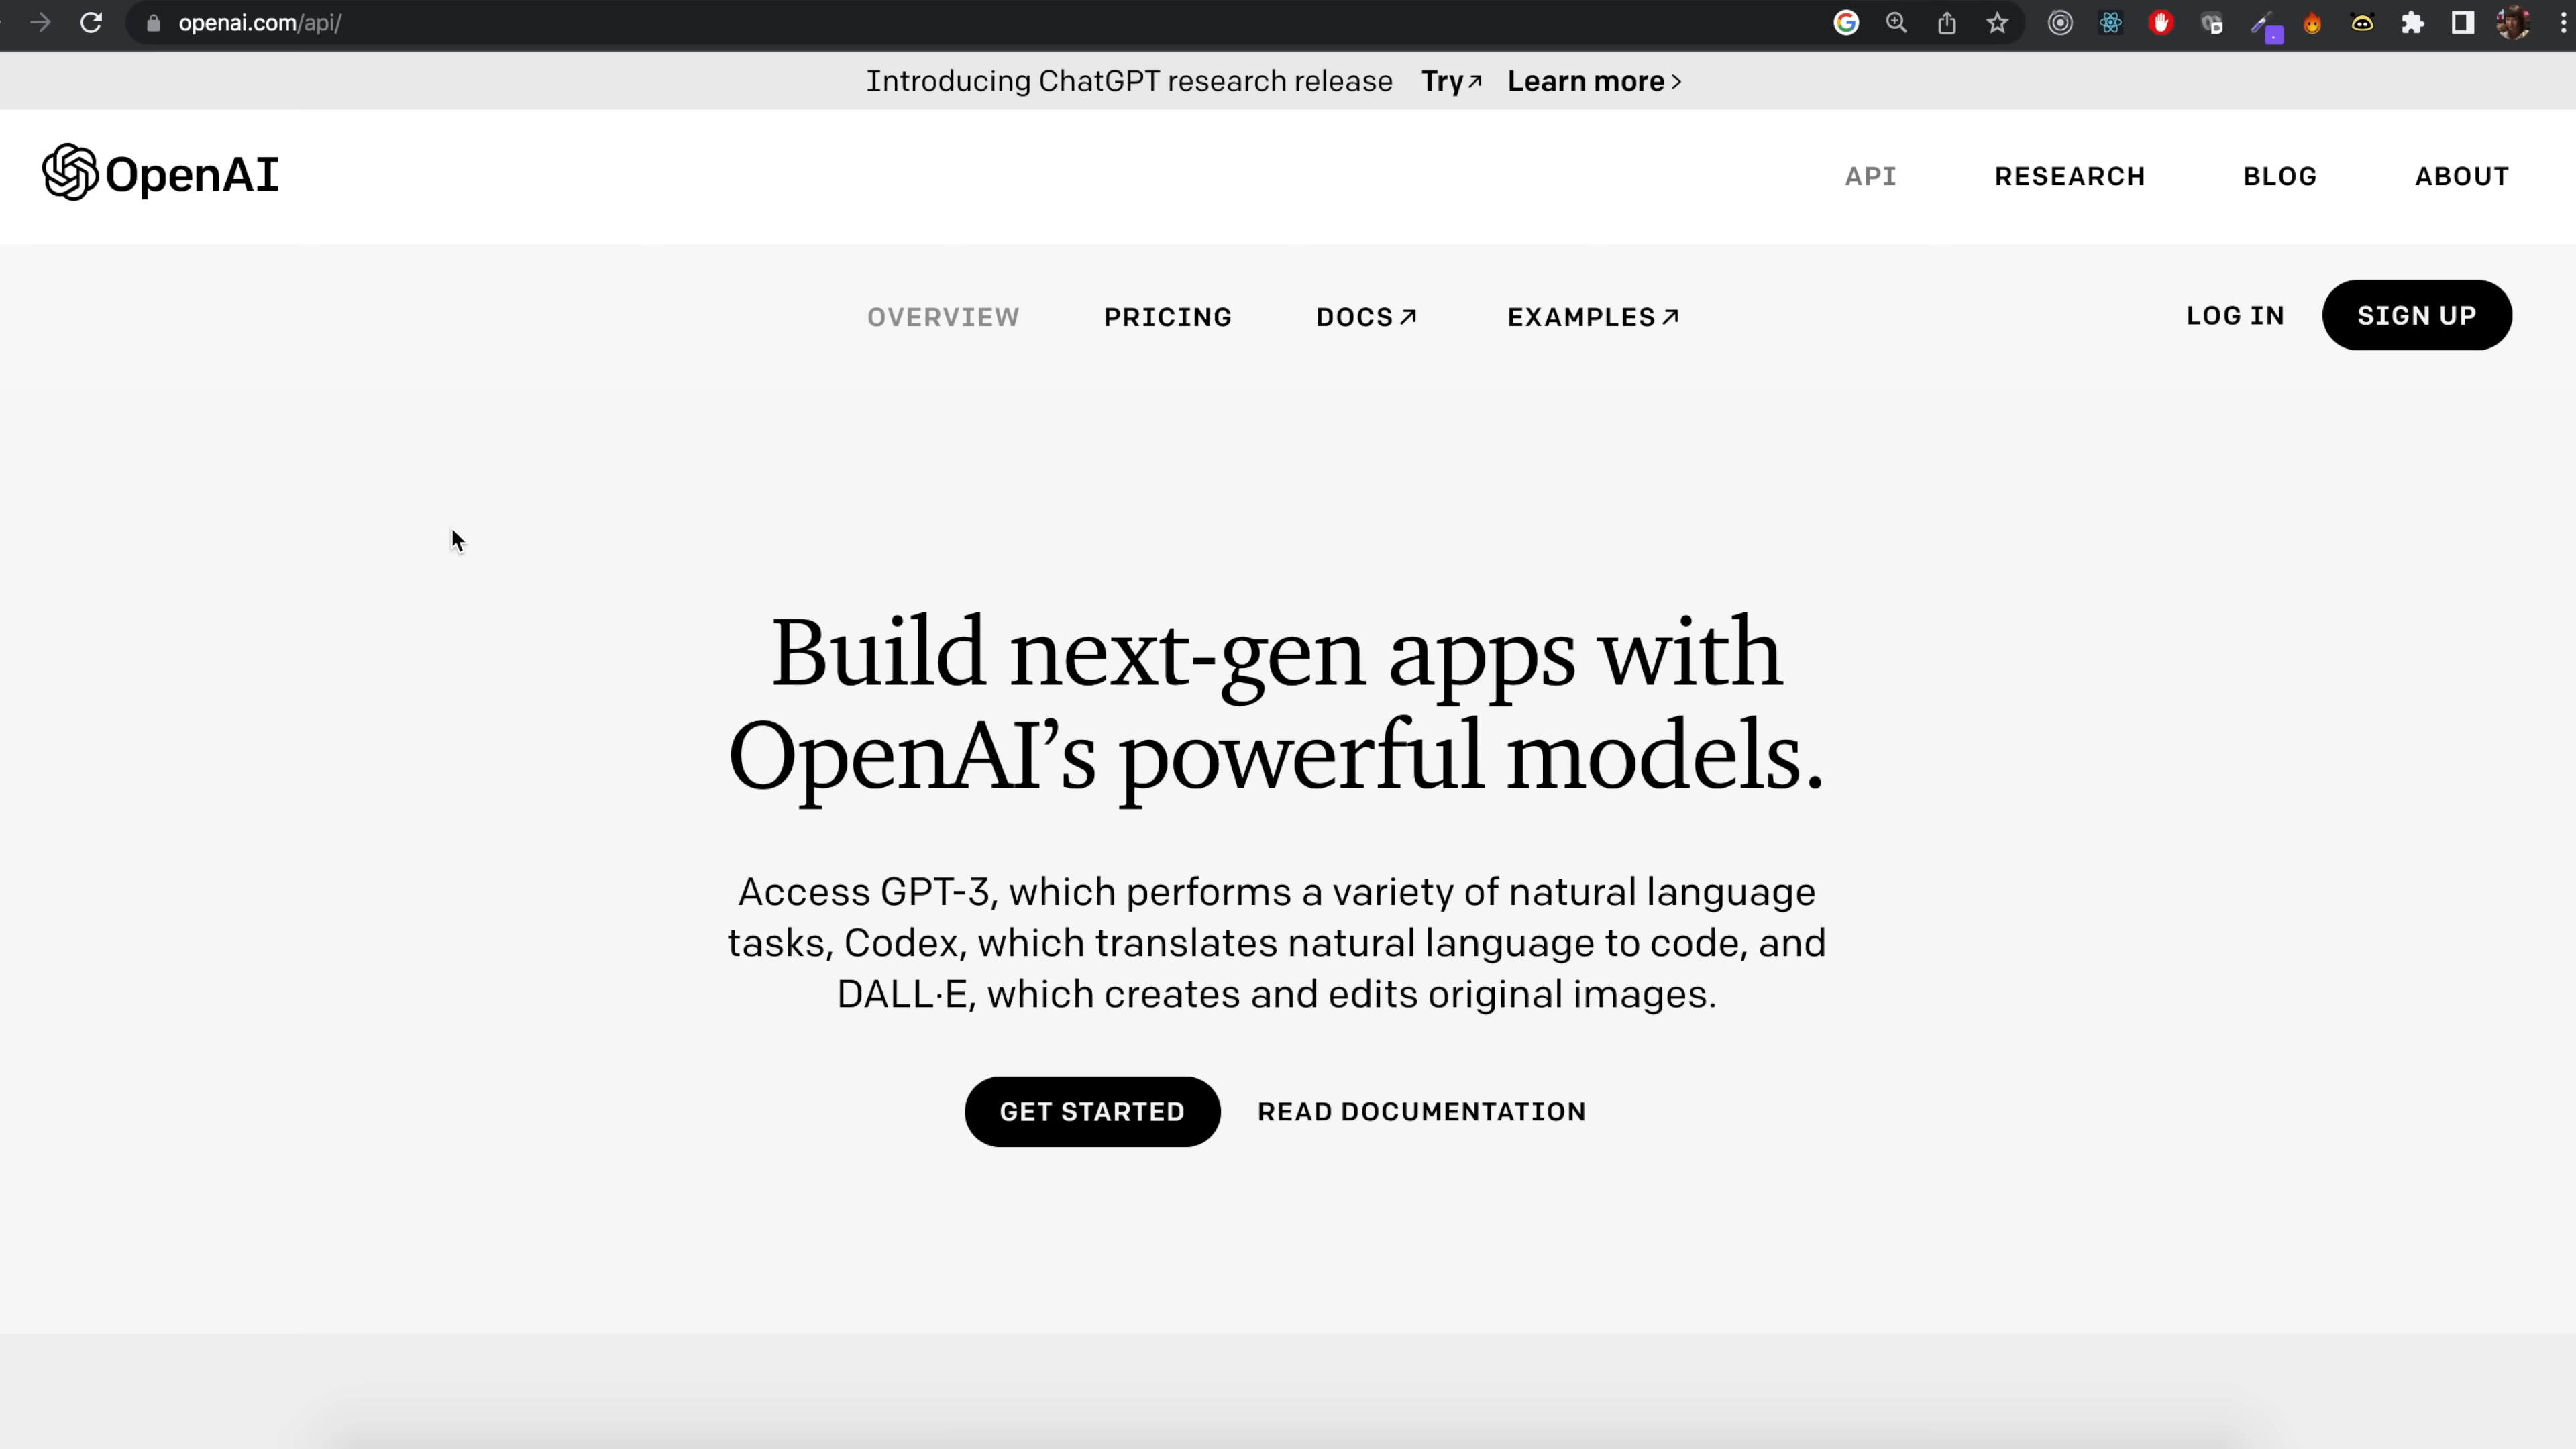 openai.com/api/
Introducing ChatGPT research release Try↗ Learn more >
OpenAI
API RESEARCH BLOG ABOUT
OVERVIEW PRICING DOCS↗ EXAMPLES↗
LOG IN SIGN UP
Build next-gen apps with
OpenAI’s powerful models.
Access GPT-3, which performs a variety of natural language
tasks, Codex, which translates natural language to code, and
DALL·E, which creates and edits original images.
GET STARTED READ DOCUMENTATION